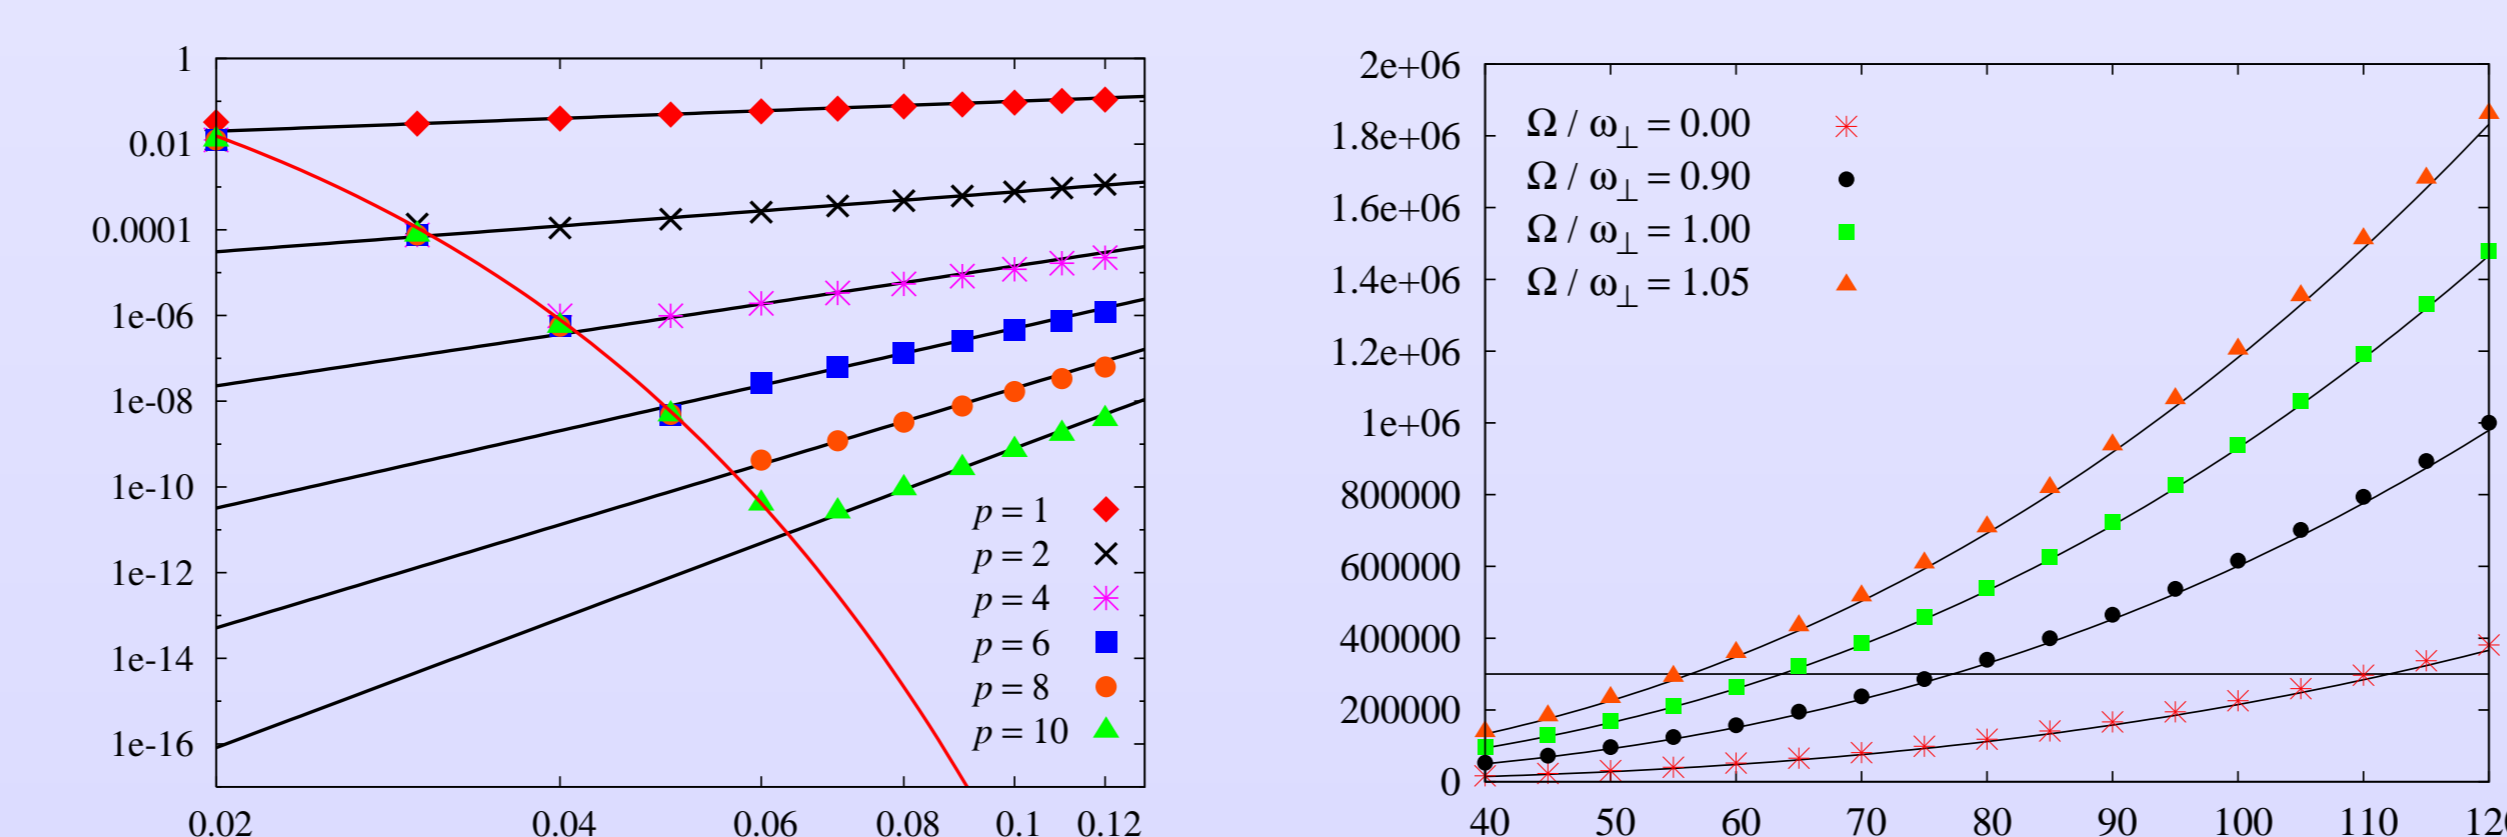 1
0.01
0.0001
1e-06
1e-08
1e-10
1e-12
1e-14
1e-16
p = 1
p = 2
p = 4
p = 6
p = 8
p = 10
0.02 0.04 0.06 0.08 0.1 0.12
2e+06
1.8e+06
1.6e+06
1.4e+06
1.2e+06
1e+06
800000
600000
400000
200000
0
Ω / ω⊥ = 0.00
Ω / ω⊥ = 0.90
Ω / ω⊥ = 1.00
Ω / ω⊥ = 1.05
40 50 60 70 80 90 100 110 120